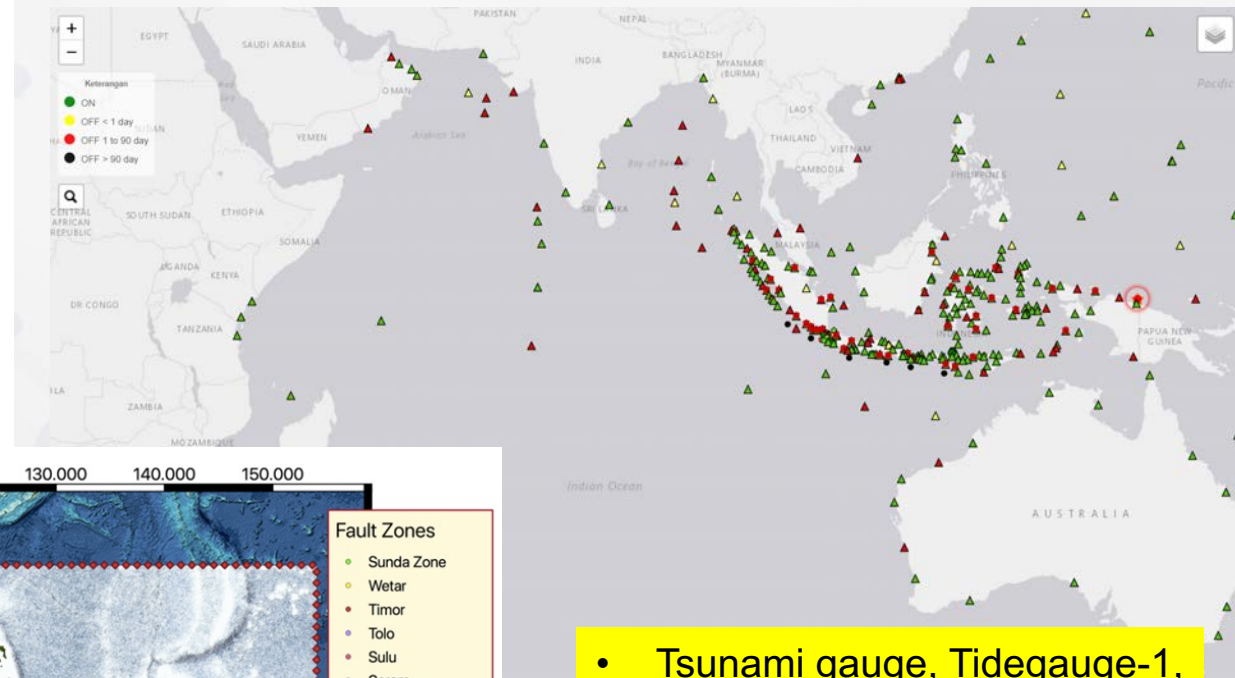 +
−
Keterangan
ON
OFF < 1 day
OFF 1 to 90 day
OFF > 90 day
EGYPT
SAUDI ARABIA
OMAN
YEMEN
Arabian Sea
PAKISTAN
NEPAL
INDIA
BANGLADESH
MYANMAR
(BURMA)
LAOS
THAILAND
VIETNAM
CAMBODIA
Bay of Bengal
SRI LANKA
PHILIPPINES
MALAYSIA
Pacific
CENTRAL
AFRICAN
REPUBLIC
SOUTH SUDAN
ETHIOPIA
SOMALIA
UGANDA
KENYA
DR CONGO
TANZANIA
ZAMBIA
MOZAMBIQUE
PAPUA NEW
GUINEA
Indian Ocean
AUSTRALIA
130.000 140.000 150.000
Fault Zones
Sunda Zone
Wetar
Timor
Tolo
Sulu
• Tsunami gauge, Tidegauge-1,